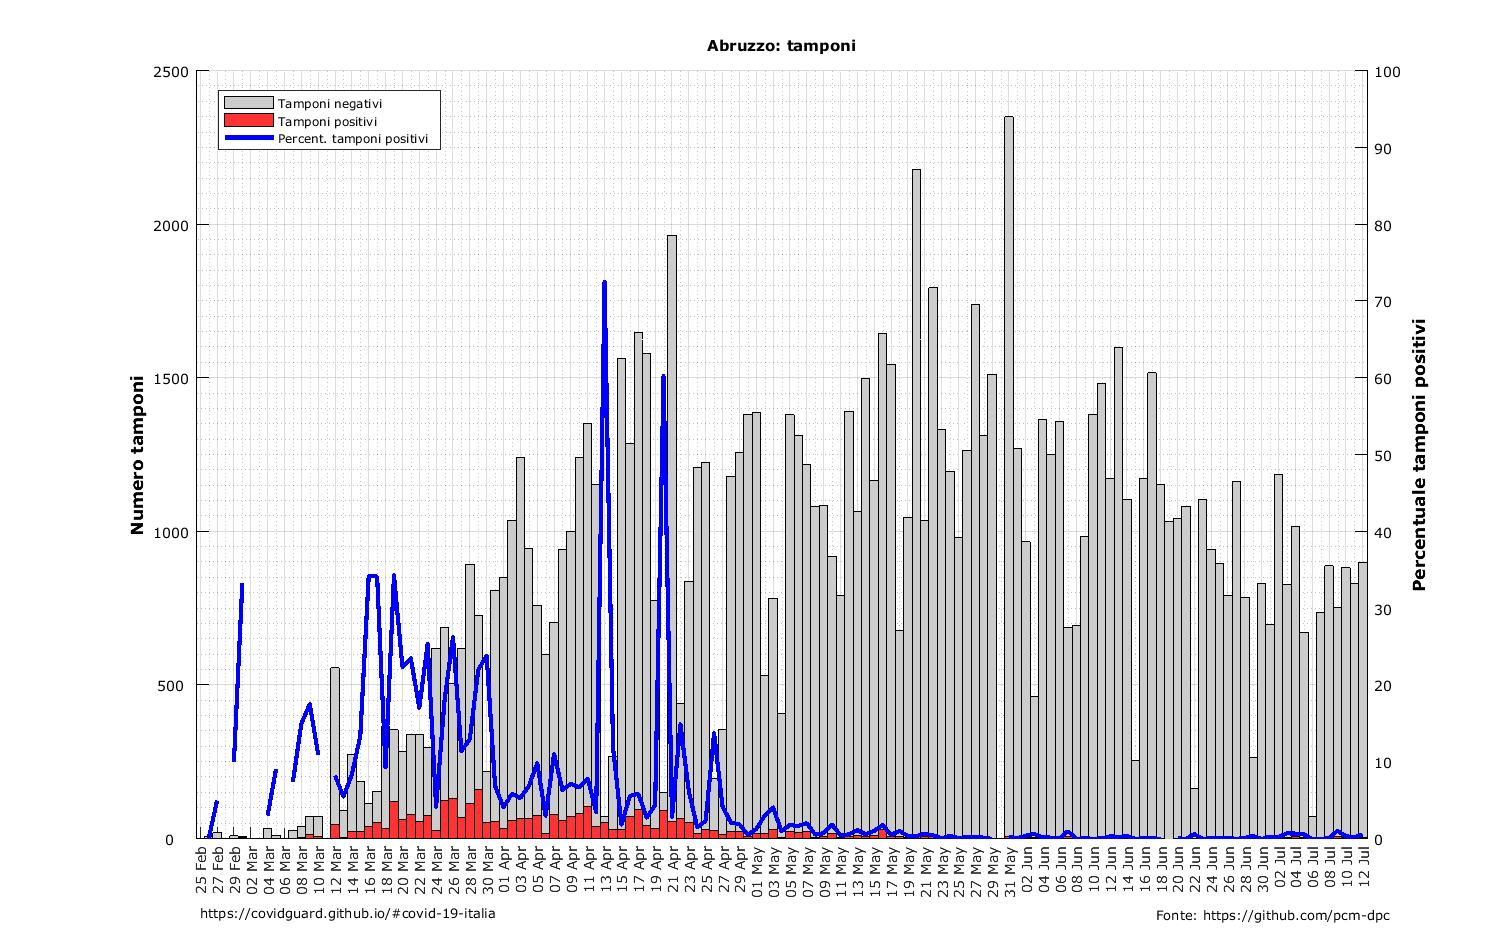 Abruzzo: tamponi
Tamponi negativi
Tamponi positivi
Percent. tamponi positivi
Numero tamponi
2500
2000
1500
1000
500
0
Percentuale tamponi positivi
100
90
80
70
60
50
40
30
20
10
0
25 Feb
27 Feb
29 Feb
02 Mar
04 Mar
06 Mar
08 Mar
10 Mar
12 Mar
14 Mar
16 Mar
18 Mar
20 Mar
22 Mar
24 Mar
26 Mar
28 Mar
30 Mar
01 Apr
03 Apr
05 Apr
07 Apr
09 Apr
11 Apr
13 Apr
15 Apr
17 Apr
19 Apr
21 Apr
23 Apr
25 Apr
27 Apr
29 Apr
01 May
03 May
05 May
07 May
09 May
11 May
13 May
15 May
17 May
19 May
21 May
23 May
25 May
27 May
29 May
31 May
02 Jun
04 Jun
06 Jun
08 Jun
10 Jun
12 Jun
14 Jun
16 Jun
18 Jun
20 Jun
22 Jun
24 Jun
26 Jun
28 Jun
30 Jun
02 Jul
04 Jul
06 Jul
08 Jul
10 Jul
12 Jul
https://covidguard.github.io/#covid-19-italia
Fonte: https://github.com/pcm-dpc